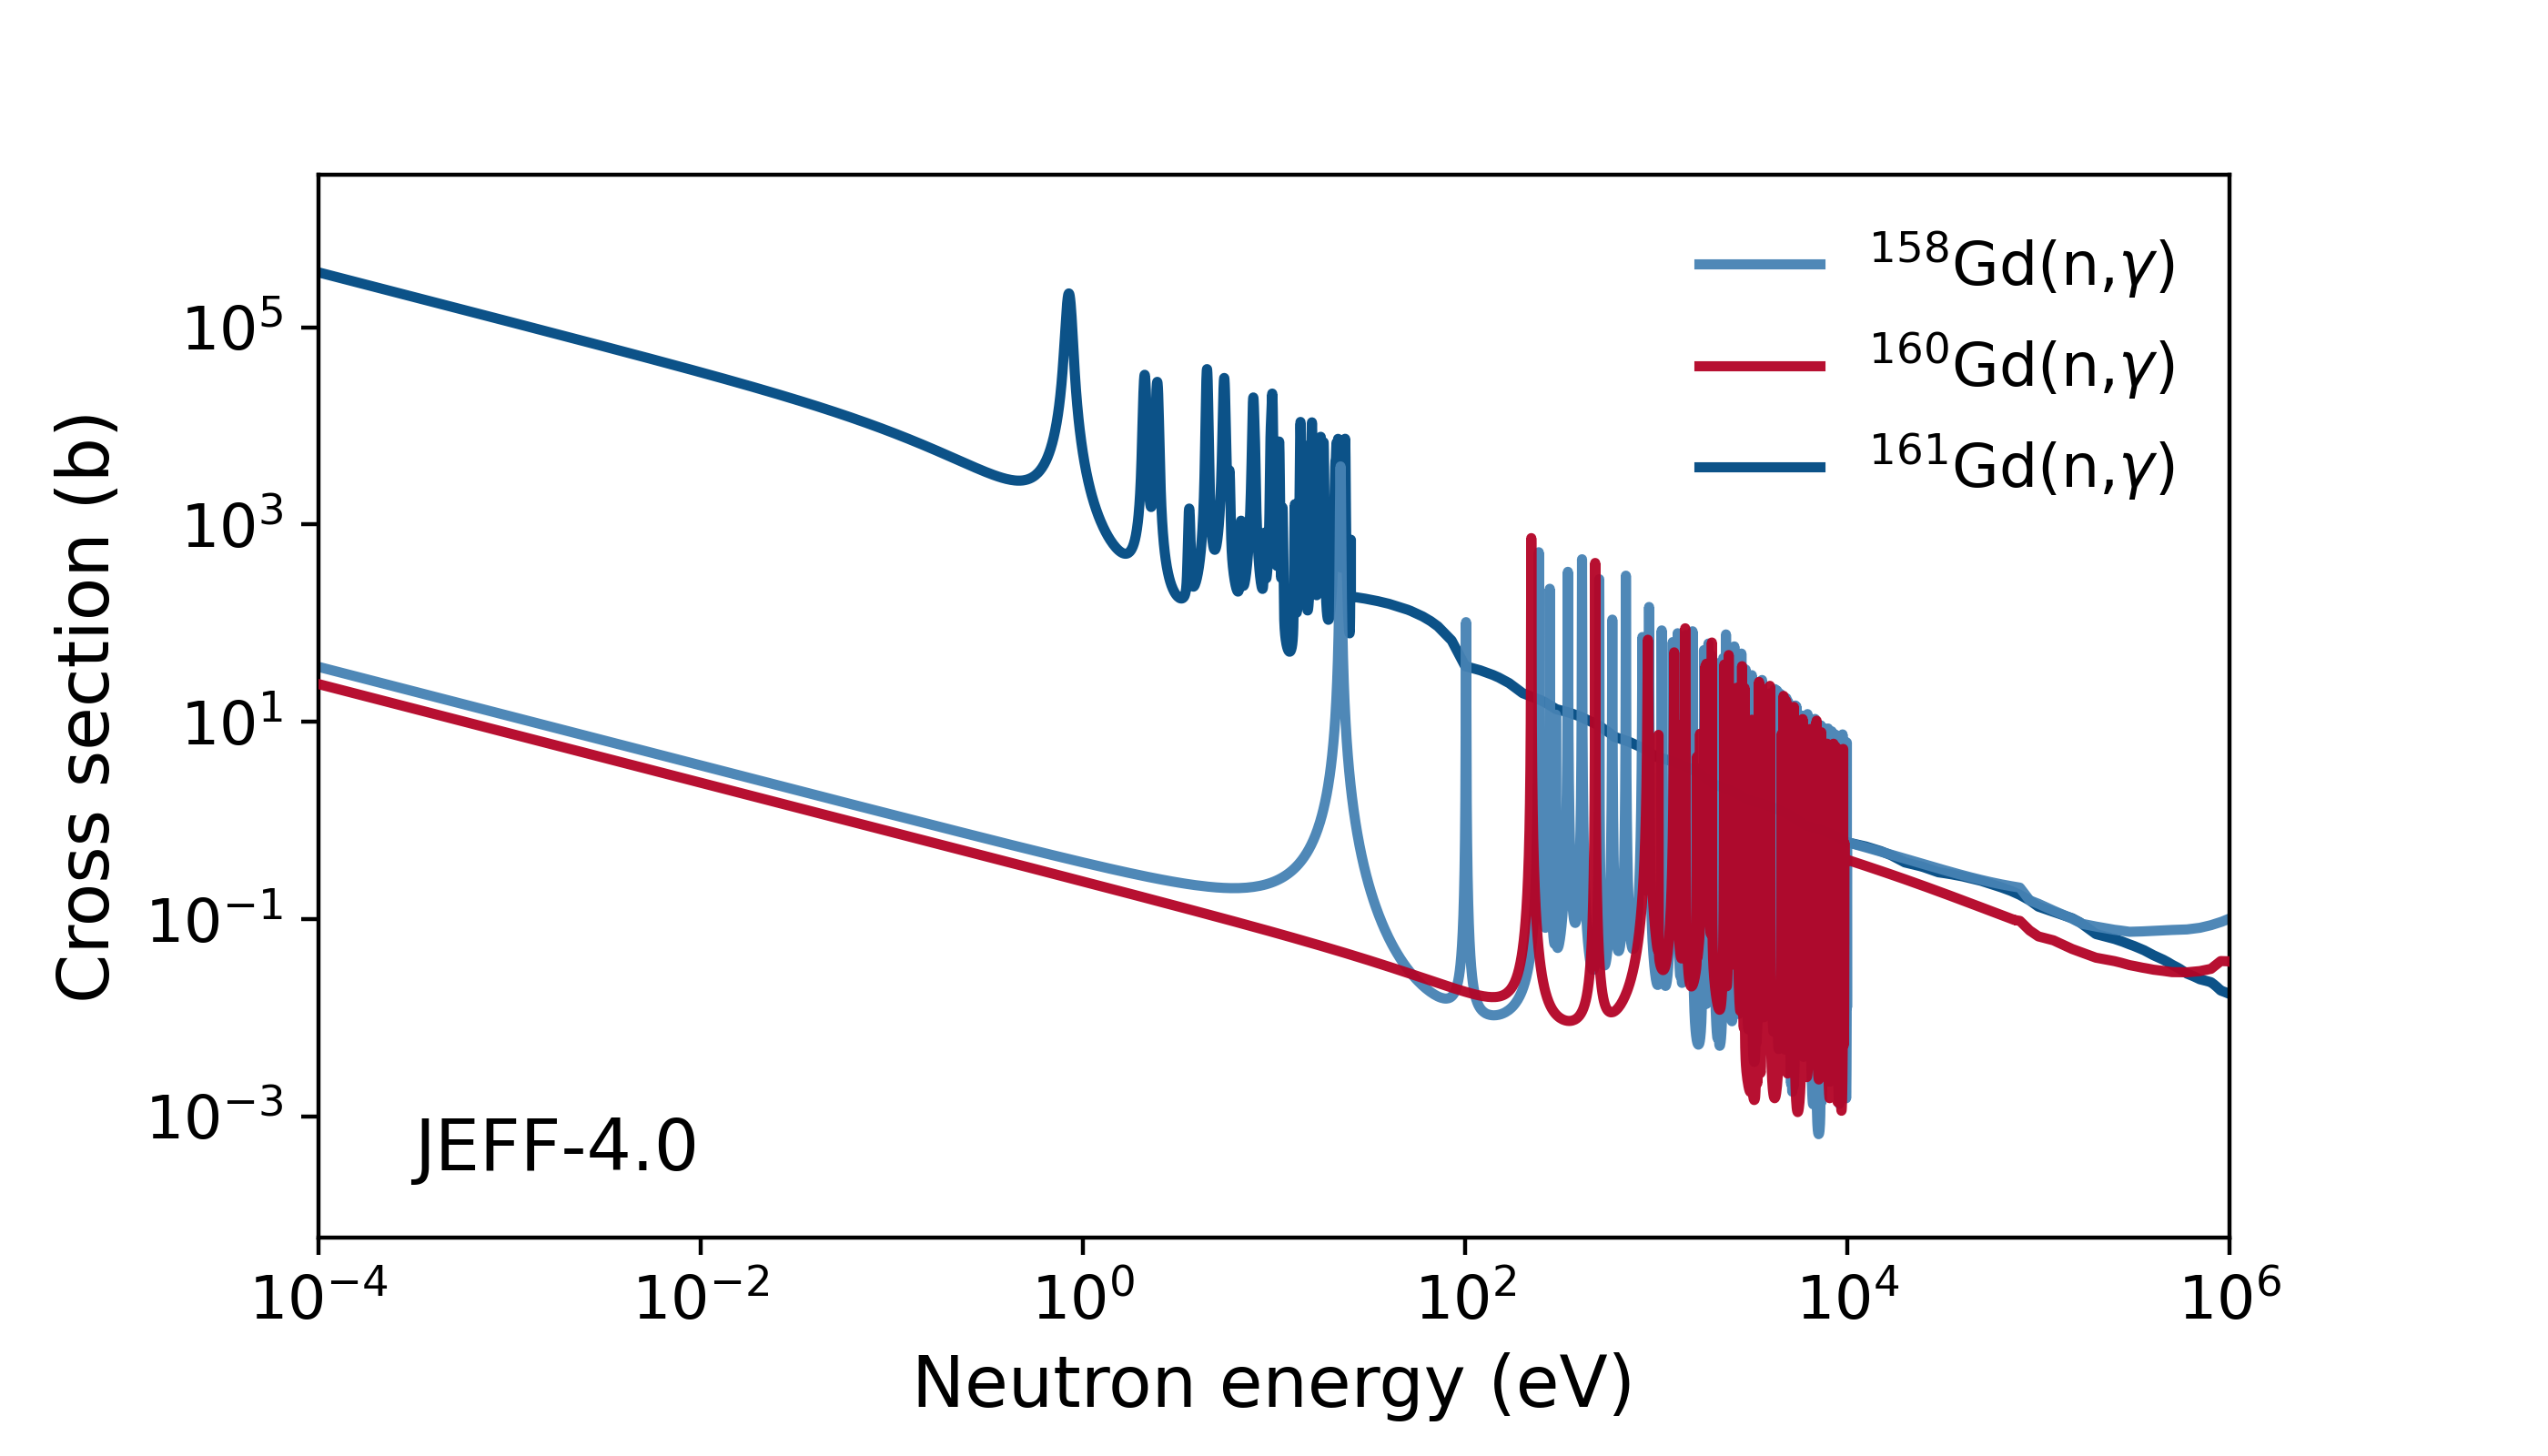 ¹⁵⁸Gd(n,γ)
¹⁶⁰Gd(n,γ)
¹⁶¹Gd(n,γ)
10⁵
10³
10¹
10⁻¹
10⁻³
Cross section (b)
JEFF-4.0
10⁻⁴ 10⁻² 10⁰ 10² 10⁴ 10⁶
Neutron energy (eV)